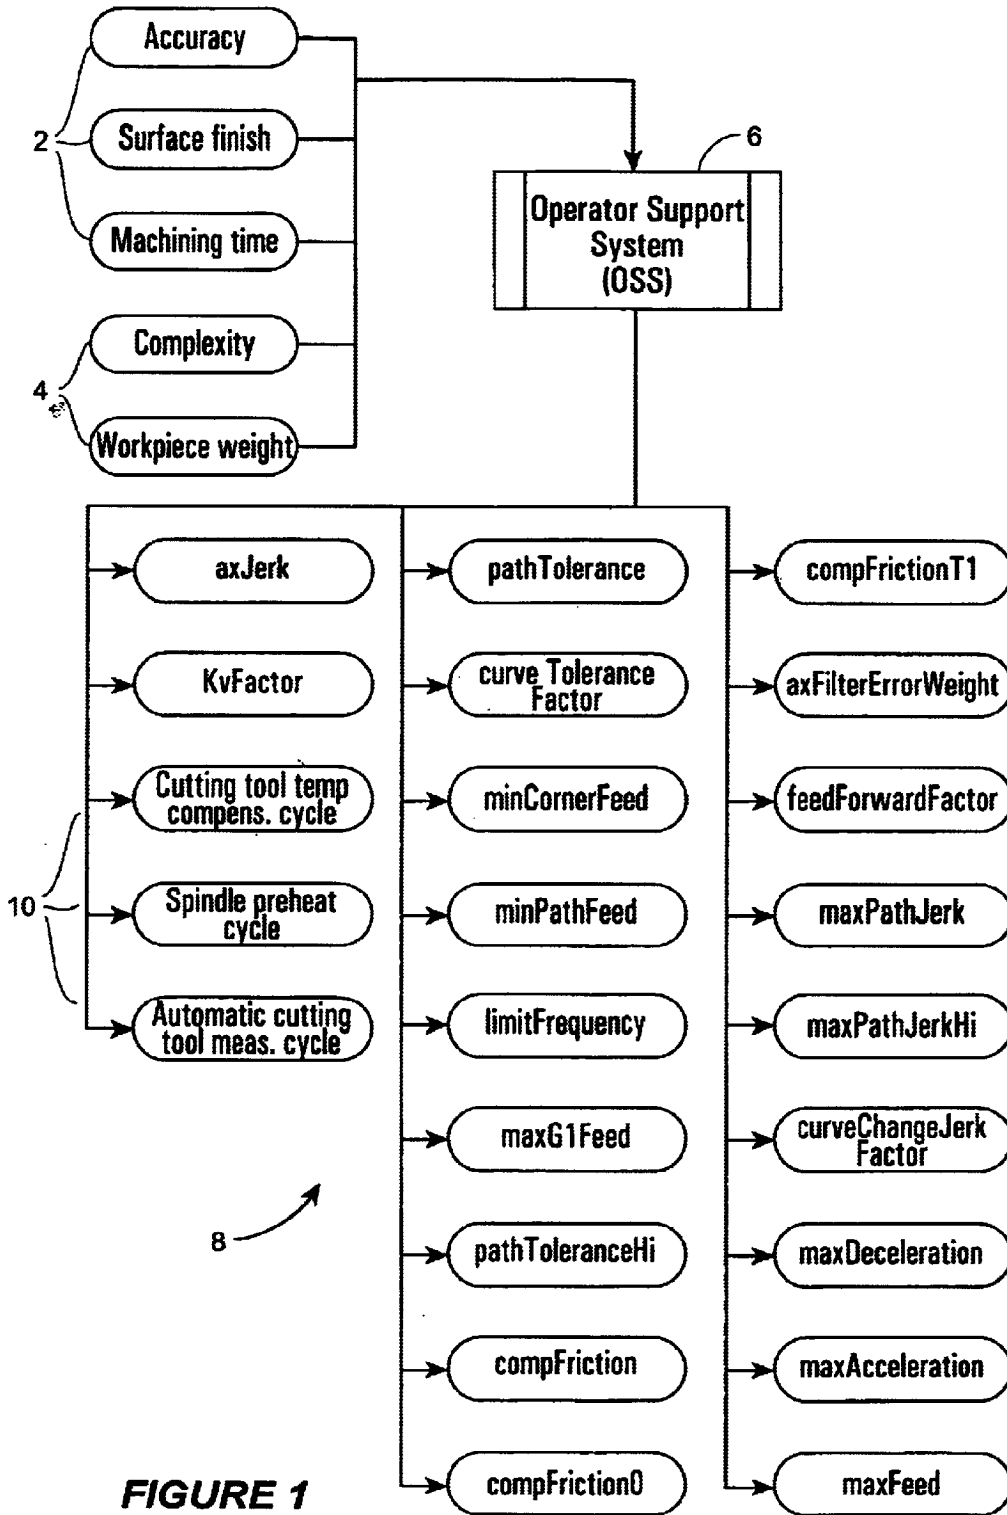 Accuracy
2
Surface finish
Machining time
6
Operator Support
System
(OSS)
Complexity
4
Workpiece weight
axJerk
KvFactor
Cutting tool temp
compens. cycle
10
Spindle preheat
cycle
Automatic cutting
tool meas. cycle
8
pathTolerance
curve Tolerance
Factor
minCornerFeed
minPathFeed
limitFrequency
maxG1Feed
pathToleranceHi
compFriction
compFriction0
compFrictionT1
axFilterErrorWeight
feedForwardFactor
maxPathJerk
maxPathJerkHi
curveChangeJerk
Factor
maxDeceleration
maxAcceleration
maxFeed
FIGURE 1